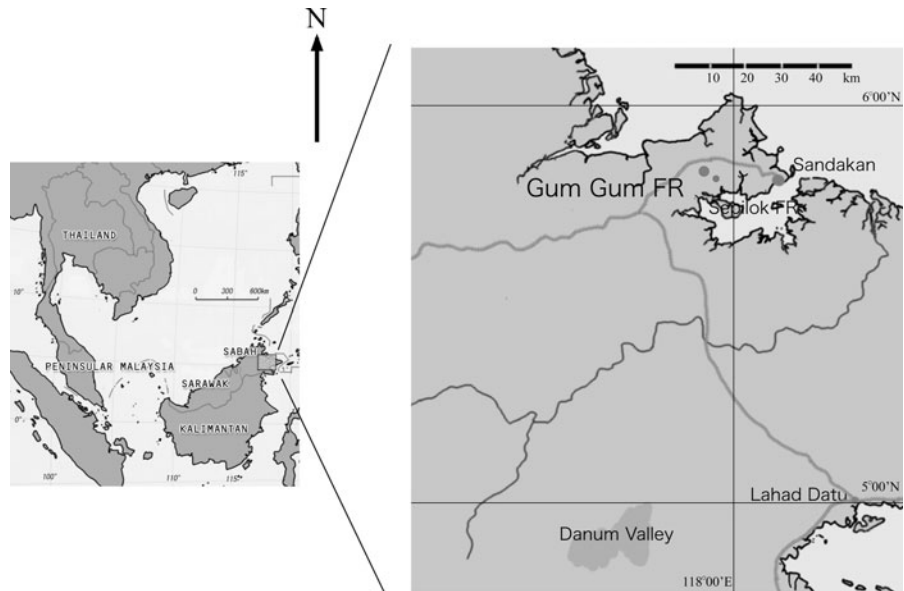 N
115°
THAILAND
10°
0 300 600km
SABAH
PENINSULAR MALAYSIA
SARAWAK
0°
KALIMANTAN
100°
110°
115°
10 20 30 40 50
km
6°00'N
Sandakan
Gum Gum FR
Sepilok FR
5°00'N
Lahad Datu
Danum Valley
118°00'E